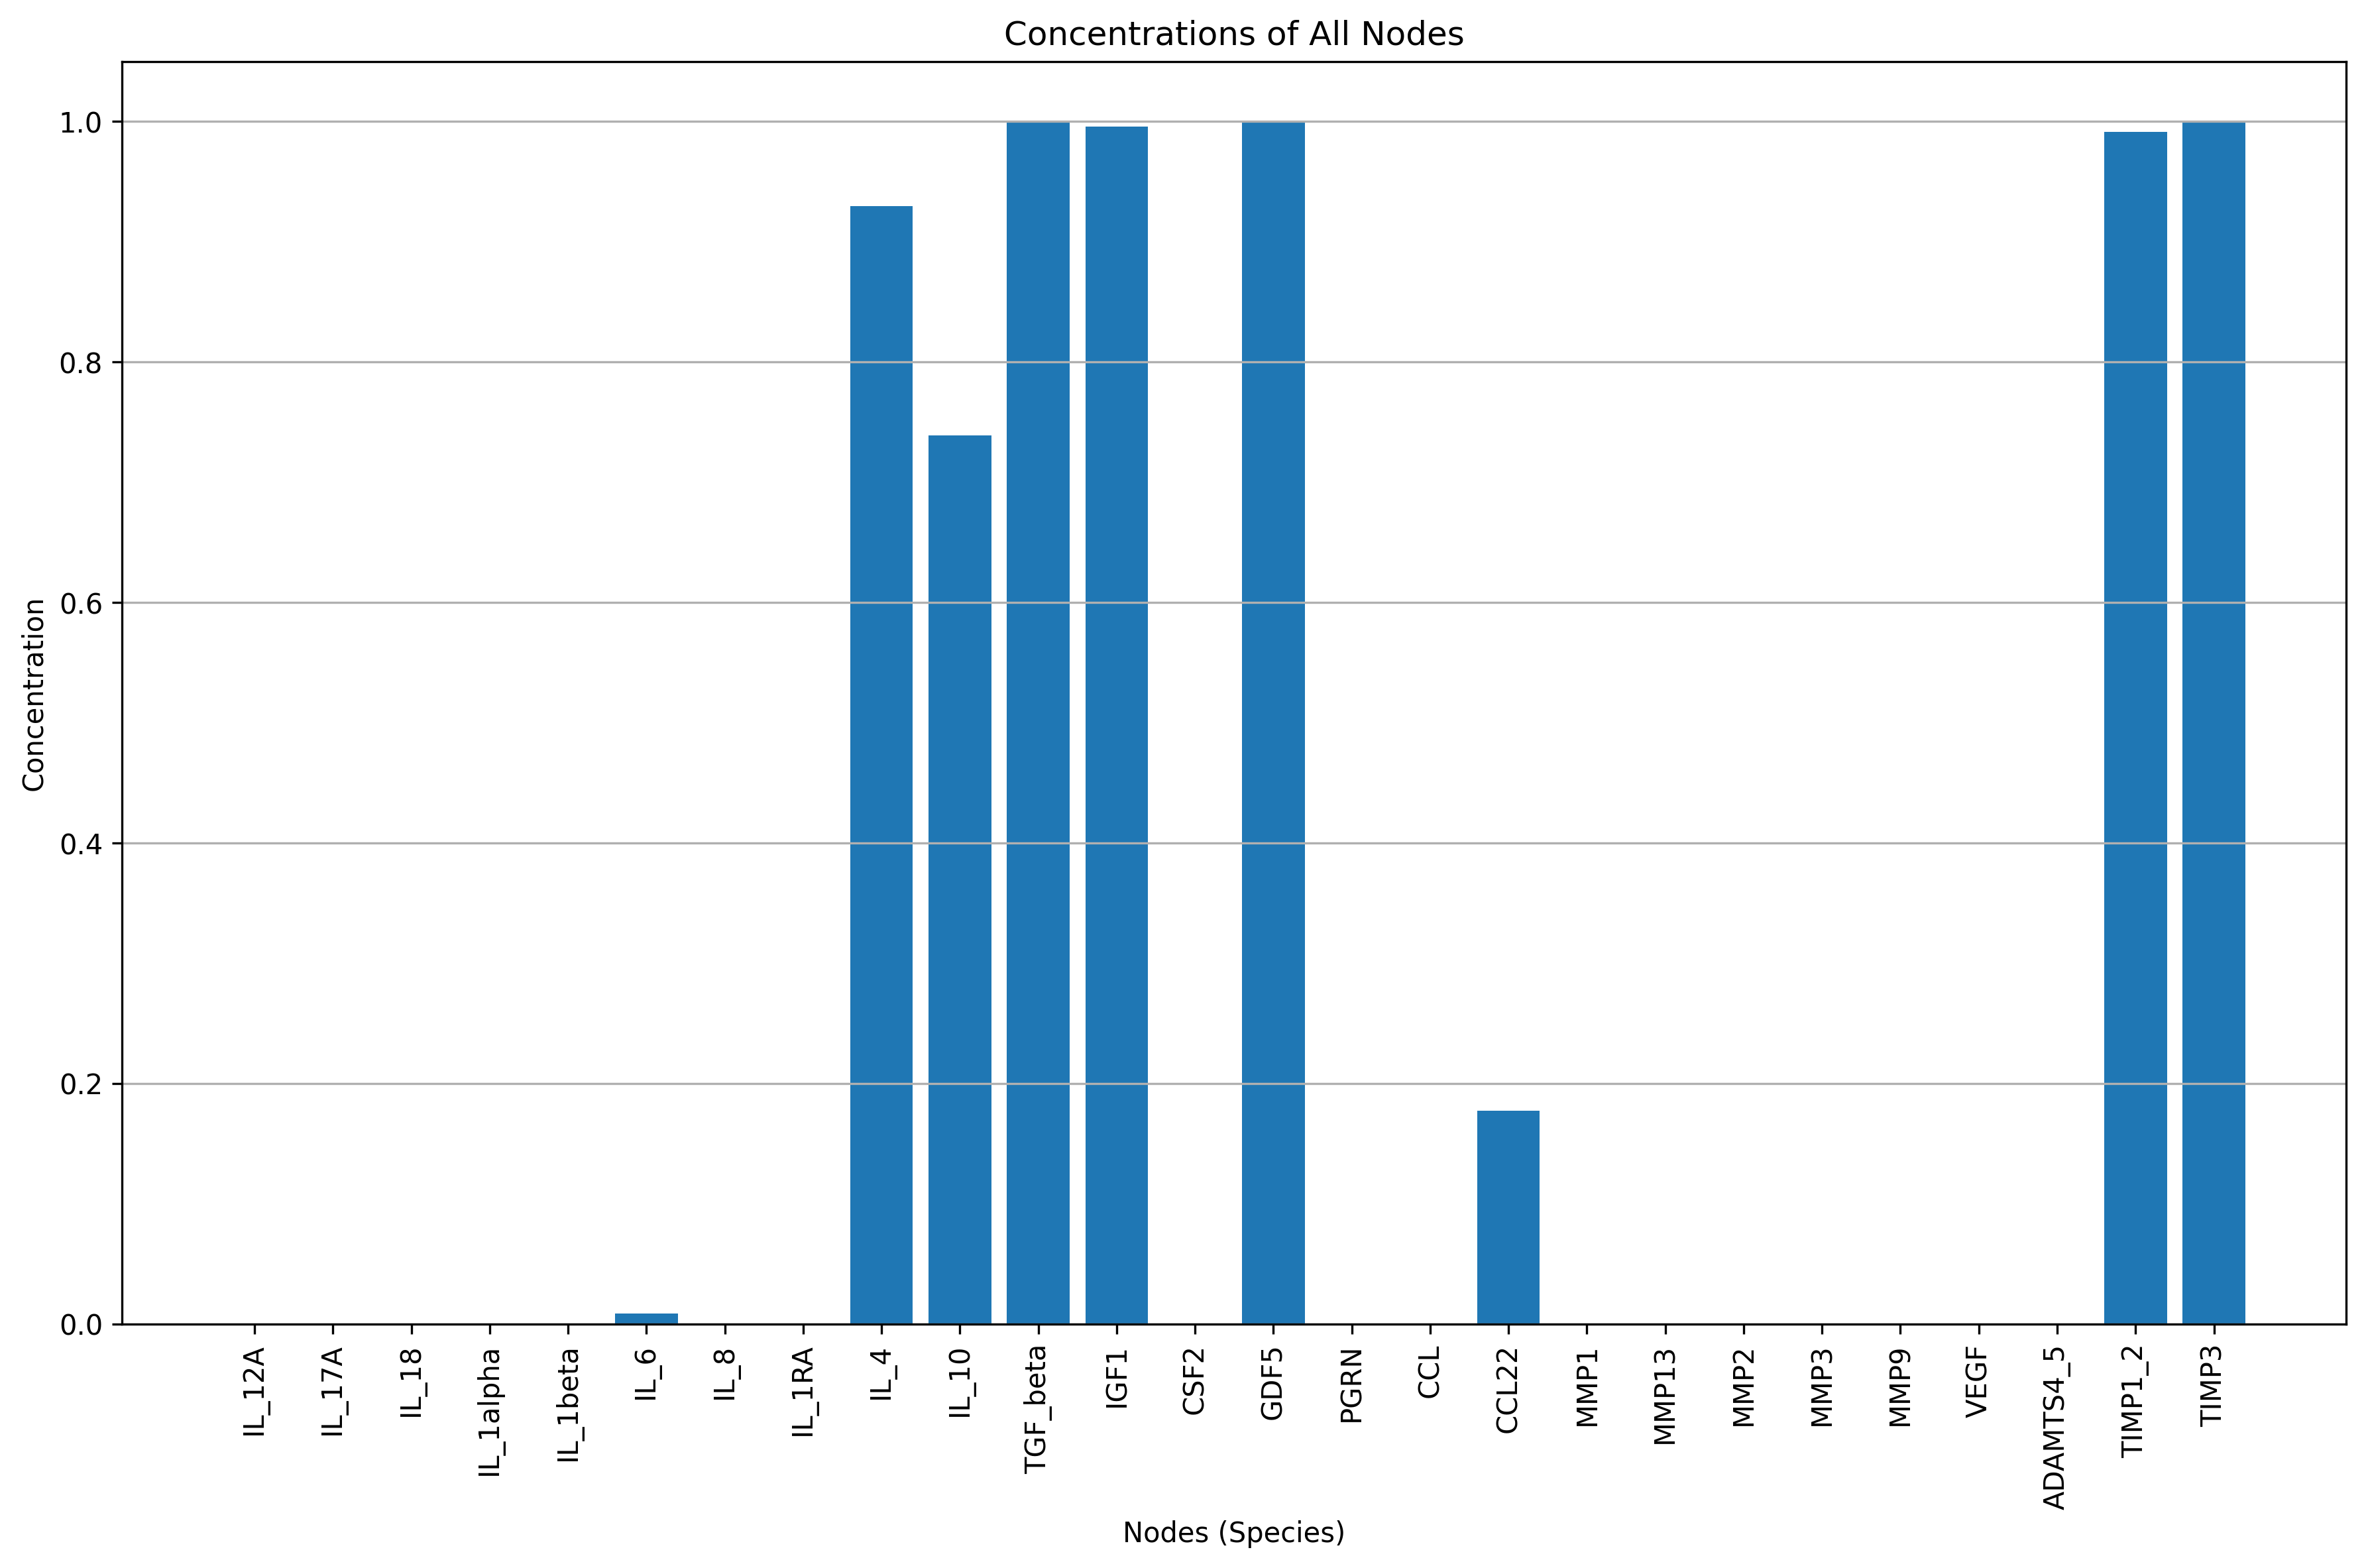 Concentrations of All Nodes
1.0
0.8
0.6
0.4
0.2
0.0
Concentration
IL_12A
IL_17A
IL_18
IL_1alpha
IL_1beta
IL_6
IL_8
IL_1RA
IL_4
IL_10
TGF_beta
IGF1
CSF2
GDF5
PGRN
CCL
CCL22
MMP1
MMP13
MMP2
MMP3
MMP9
VEGF
ADAMTS4_5
TIMP1_2
TIMP3
Nodes (Species)